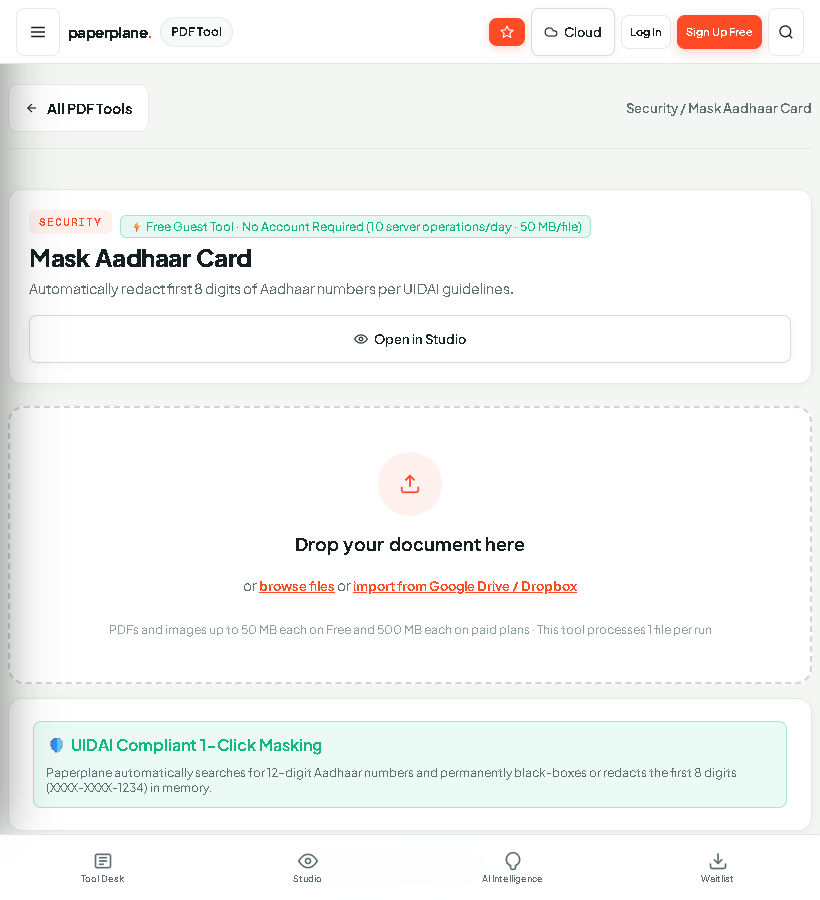 paperplane.
PDF Tool
Cloud
Log In
Sign Up Free
All PDF Tools
Security / Mask Aadhaar Card
SECURITY
Free Guest Tool · No Account Required (10 server operations/day · 50 MB/file)
Mask Aadhaar Card
Automatically redact first 8 digits of Aadhaar numbers per UIDAI guidelines.
Open in Studio
Drop your document here
or browse files or import from Google Drive / Dropbox
PDFs and images up to 50 MB each on Free and 500 MB each on paid plans · This tool processes 1 file per run
UIDAI Compliant 1-Click Masking
Paperplane automatically searches for 12-digit Aadhaar numbers and permanently black-boxes or redacts the first 8 digits
(XXXX-XXXX-1234) in memory.
Tool Desk
Studio
AI Intelligence
Waitlist